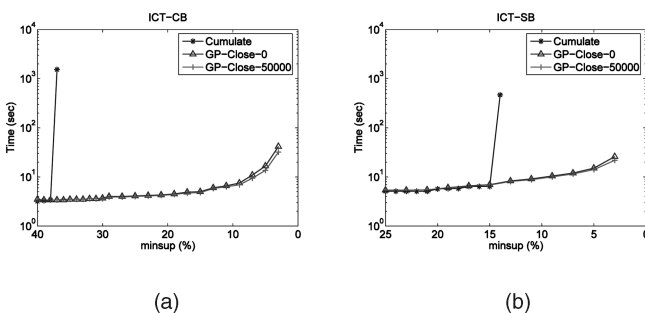 ICT−CB
Time (sec)
10^4
10^3
10^2
10^1
10^0
Cumulate
GP−Close−0
GP−Close−50000
40 30 20 10 0
minsup (%)
(a)
ICT−SB
Time (sec)
10^4
10^3
10^2
10^1
10^0
Cumulate
GP−Close−0
GP−Close−50000
25 20 15 10 5 0
minsup (%)
(b)